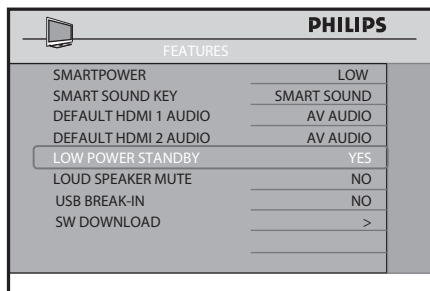 PHILIPS
FEATURES
SMARTPOWER LOW
SMART SOUND KEY SMART SOUND
DEFAULT HDMI 1 AUDIO AV AUDIO
DEFAULT HDMI 2 AUDIO AV AUDIO
LOW POWER STANDBY YES
LOUD SPEAKER MUTE NO
USB BREAK-IN NO
SW DOWNLOAD >